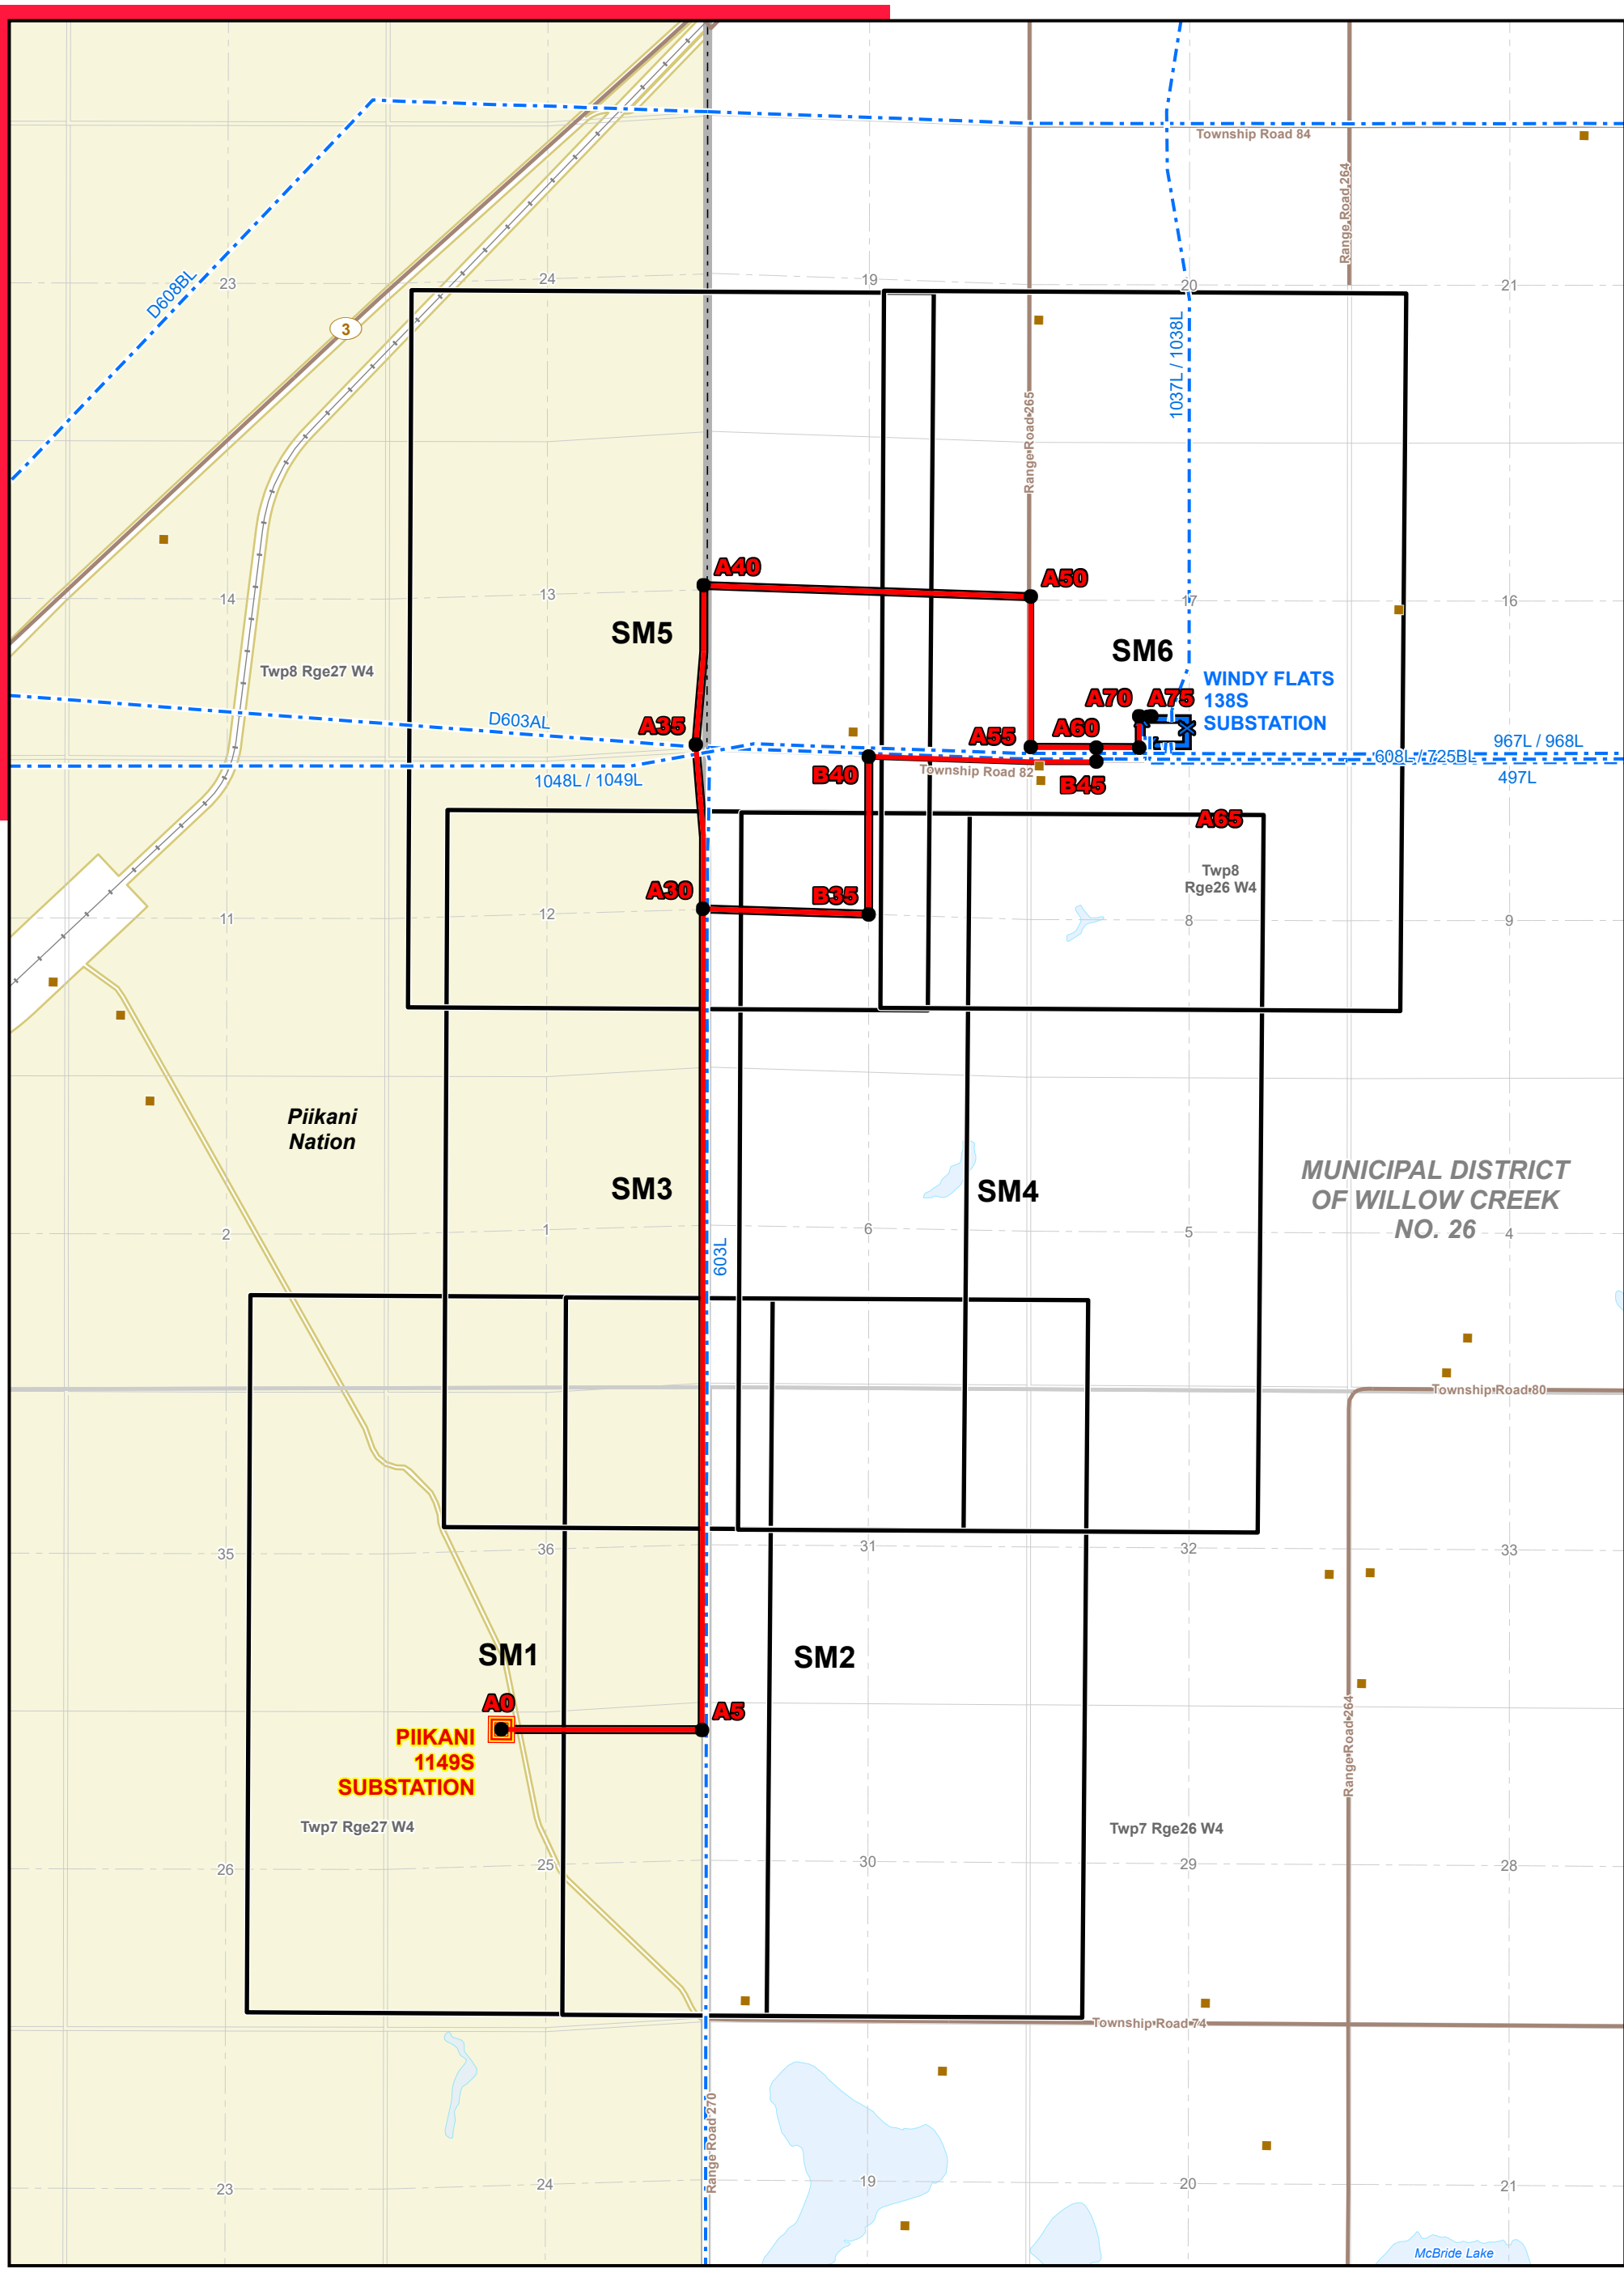 Township Road 84
Range Road 264
D608BL
23
24
19
20
21
3
1037L / 1038L
Range Road 265
A40
A50
14
13
17
16
SM5
SM6
Twp8 Rge27 W4
WINDY FLATS
138S
SUBSTATION
A70
A75
D603AL
A35
A55
A60
967L / 968L
608L / 725BL
497L
1048L / 1049L
B40
Township Road 82
B45
A65
Twp8
Rge26 W4
A30
B35
11
12
8
9
Piikani
Nation
SM3
SM4
MUNICIPAL DISTRICT
OF WILLOW CREEK
NO. 26
2
1
6
5
4
603L
Township Road 80
35
36
31
32
33
SM1
SM2
A0
A5
PIIKANI
1149S
SUBSTATION
Range Road 264
Twp7 Rge27 W4
Twp7 Rge26 W4
26
25
30
29
28
Township Road 74
Range Road 270
23
24
19
20
21
McBride Lake